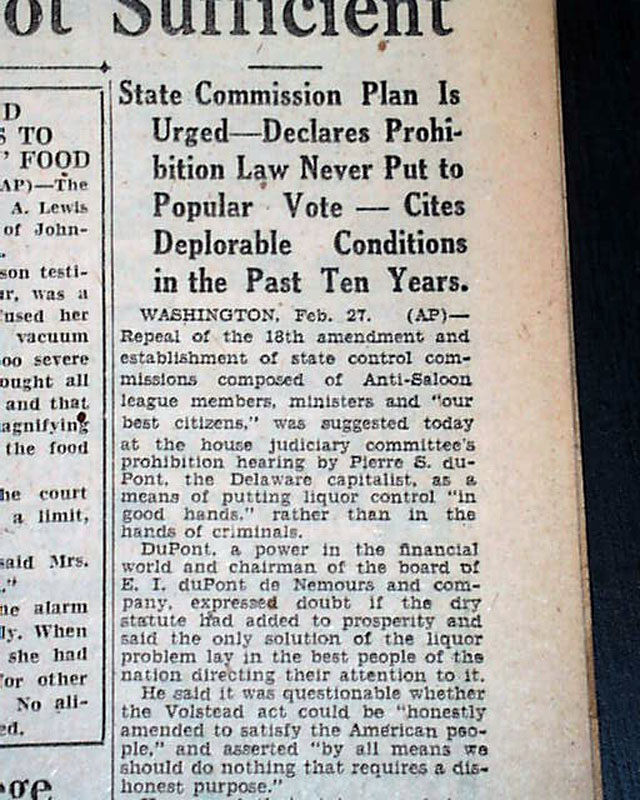 ot Sufficient
D
S TO
' FOOD
AP)—The
A. Lewis
of John-
son testi-
ar, was a
fused her
vacuum
oo severe
ought all
and that
agnifying
the food
he court
a limit,
said Mrs.
."
ne alarm
ly. When
she had
for other
No ali-
ed.
ege
State Commission Plan Is
Urged—Declares Prohi-
bition Law Never Put to
Popular Vote — Cites
Deplorable Conditions
in the Past Ten Years.
WASHINGTON, Feb. 27. (AP)—
Repeal of the 18th amendment and
establishment of state control com-
missions composed of Anti-Saloon
league members, ministers and "our
best citizens," was suggested today
at the house judiciary committee's
prohibition hearing by Pierre S. du-
Pont, the Delaware capitalist, as a
means of putting liquor control "in
good hands," rather than in the
hands of criminals.
DuPont, a power in the financial
world and chairman of the board of
E. I. duPont de Nemours and com-
pany, expressed doubt if the dry
statute had added to prosperity and
said the only solution of the liquor
problem lay in the best people of the
nation directing their attention to it.
He said it was questionable whether
the Volstead act could be "honestly
amended to satisfy the American peo-
ple," and asserted "by all means we
should do nothing that requires a dis-
honest purpose."